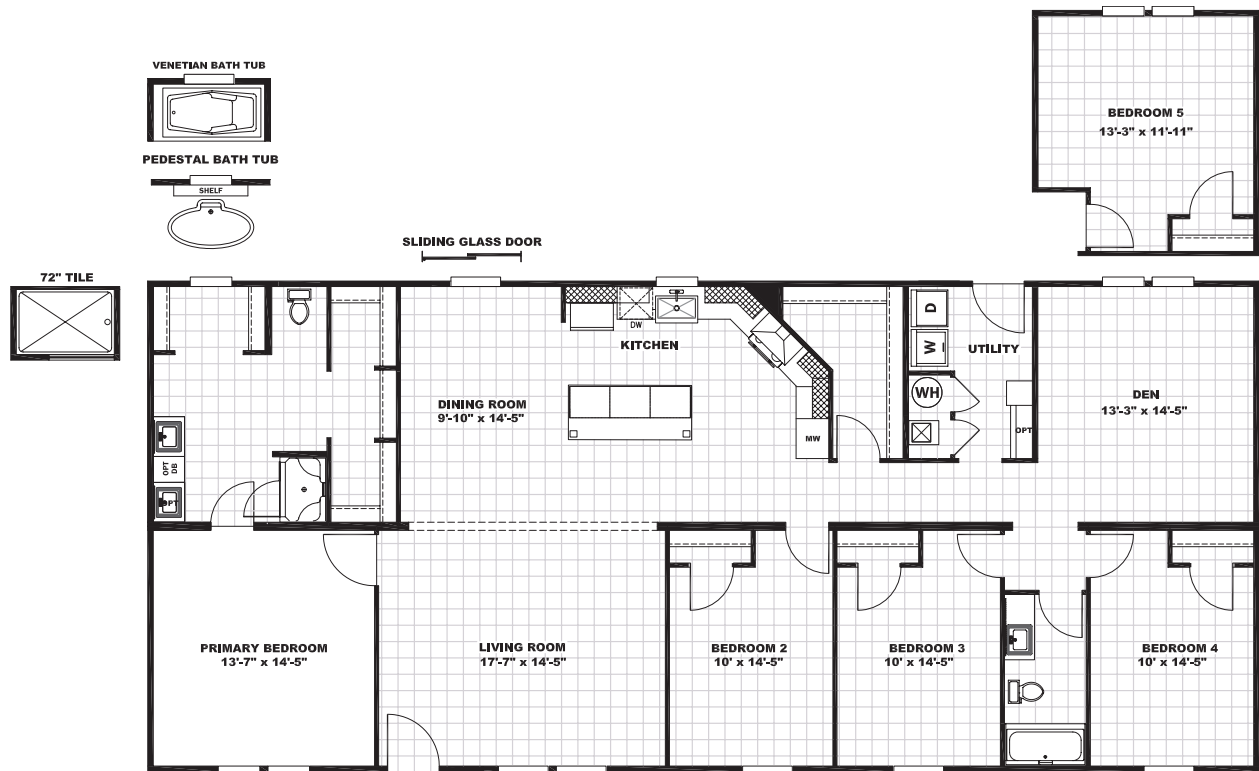 VENETIAN BATH TUB
PEDESTAL BATH TUB
SHELF
SLIDING GLASS DOOR
72" TILE
BEDROOM 5
13'-3" x 11'-11"
DW
KITCHEN
DINING ROOM
9'-10" x 14'-5"
MW
D
W
UTILITY
WH
OPT
DEN
13'-3" x 14'-5"
OPT
DB
OPT
PRIMARY BEDROOM
13'-7" x 14'-5"
LIVING ROOM
17'-7" x 14'-5"
BEDROOM 2
10' x 14'-5"
BEDROOM 3
10' x 14'-5"
BEDROOM 4
10' x 14'-5"